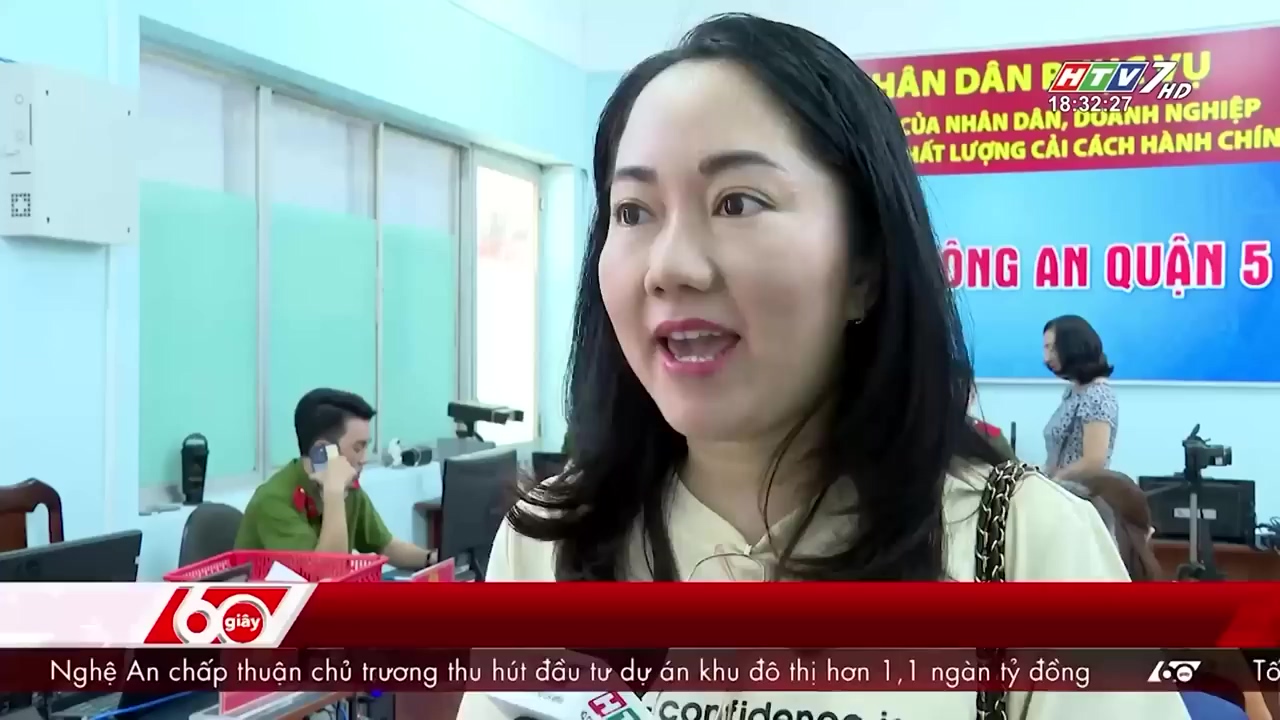 HÂN DÂN PHỤC VỤ
HTV7 HD
18:32:27
CỦA NHÂN DÂN, DOANH NGHIỆP
HẤT LƯỢNG CẢI CÁCH HÀNH CHÍN
ÔNG AN QUẬN 5
60 giây
Nghệ An chấp thuận chủ trương thu hút đầu tư dự án khu đô thị hơn 1,1 ngàn tỷ đồng
60
confidence is